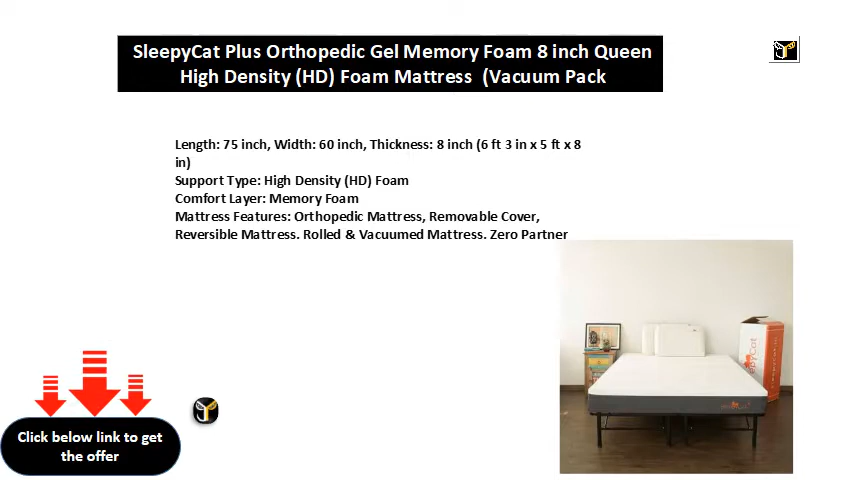 SleepyCat Plus Orthopedic Gel Memory Foam 8 inch Queen
High Density (HD) Foam Mattress (Vacuum Pack
Length: 75 inch, Width: 60 inch, Thickness: 8 inch (6 ft 3 in x 5 ft x 8
in)
Support Type: High Density (HD) Foam
Comfort Layer: Memory Foam
Mattress Features: Orthopedic Mattress, Removable Cover,
Reversible Mattress. Rolled & Vacuumed Mattress. Zero Partner
Click below link to get
the offer